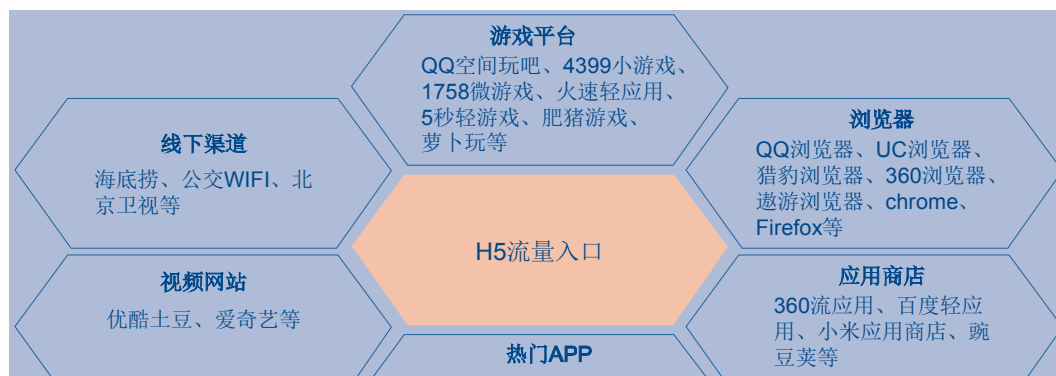 游戏平台
QQ空间玩吧、4399小游戏、
1758微游戏、火速轻应用、
5秒轻游戏、肥猪游戏、
萝卜玩等
线下渠道
海底捞、公交WIFI、北
京卫视等
浏览器
QQ浏览器、UC浏览器、
猎豹浏览器、360浏览器、
遨游浏览器、chrome、
Firefox等
H5流量入口
视频网站
优酷土豆、爱奇艺等
应用商店
360流应用、百度轻应
用、小米应用商店、豌
豆荚等
热门APP